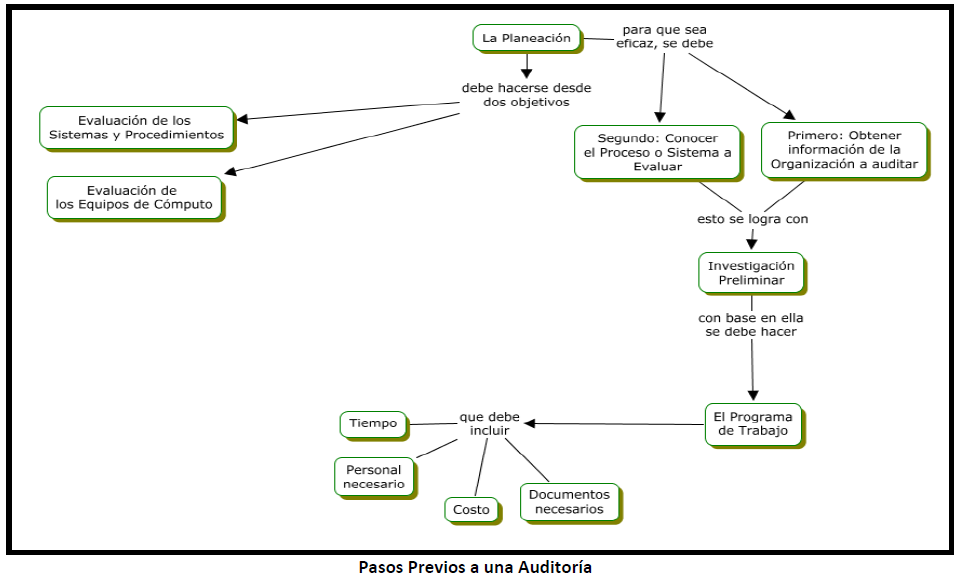 La Planeación
para que sea
eficaz, se debe
debe hacerse desde
dos objetivos
Evaluación de los
Sistemas y Procedimientos
Evaluación de
los Equipos de Cómputo
Segundo: Conocer
el Proceso o Sistema a
Evaluar
Primero: Obtener
información de la
Organización a auditar
esto se logra con
Investigación
Preliminar
con base en ella
se debe hacer
El Programa
de Trabajo
que debe
incluir
Tiempo
Personal
necesario
Costo
Documentos
necesarios
Pasos Previos a una Auditoría